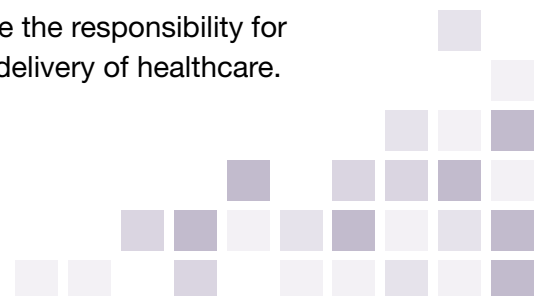 e the responsibility for
delivery of healthcare.